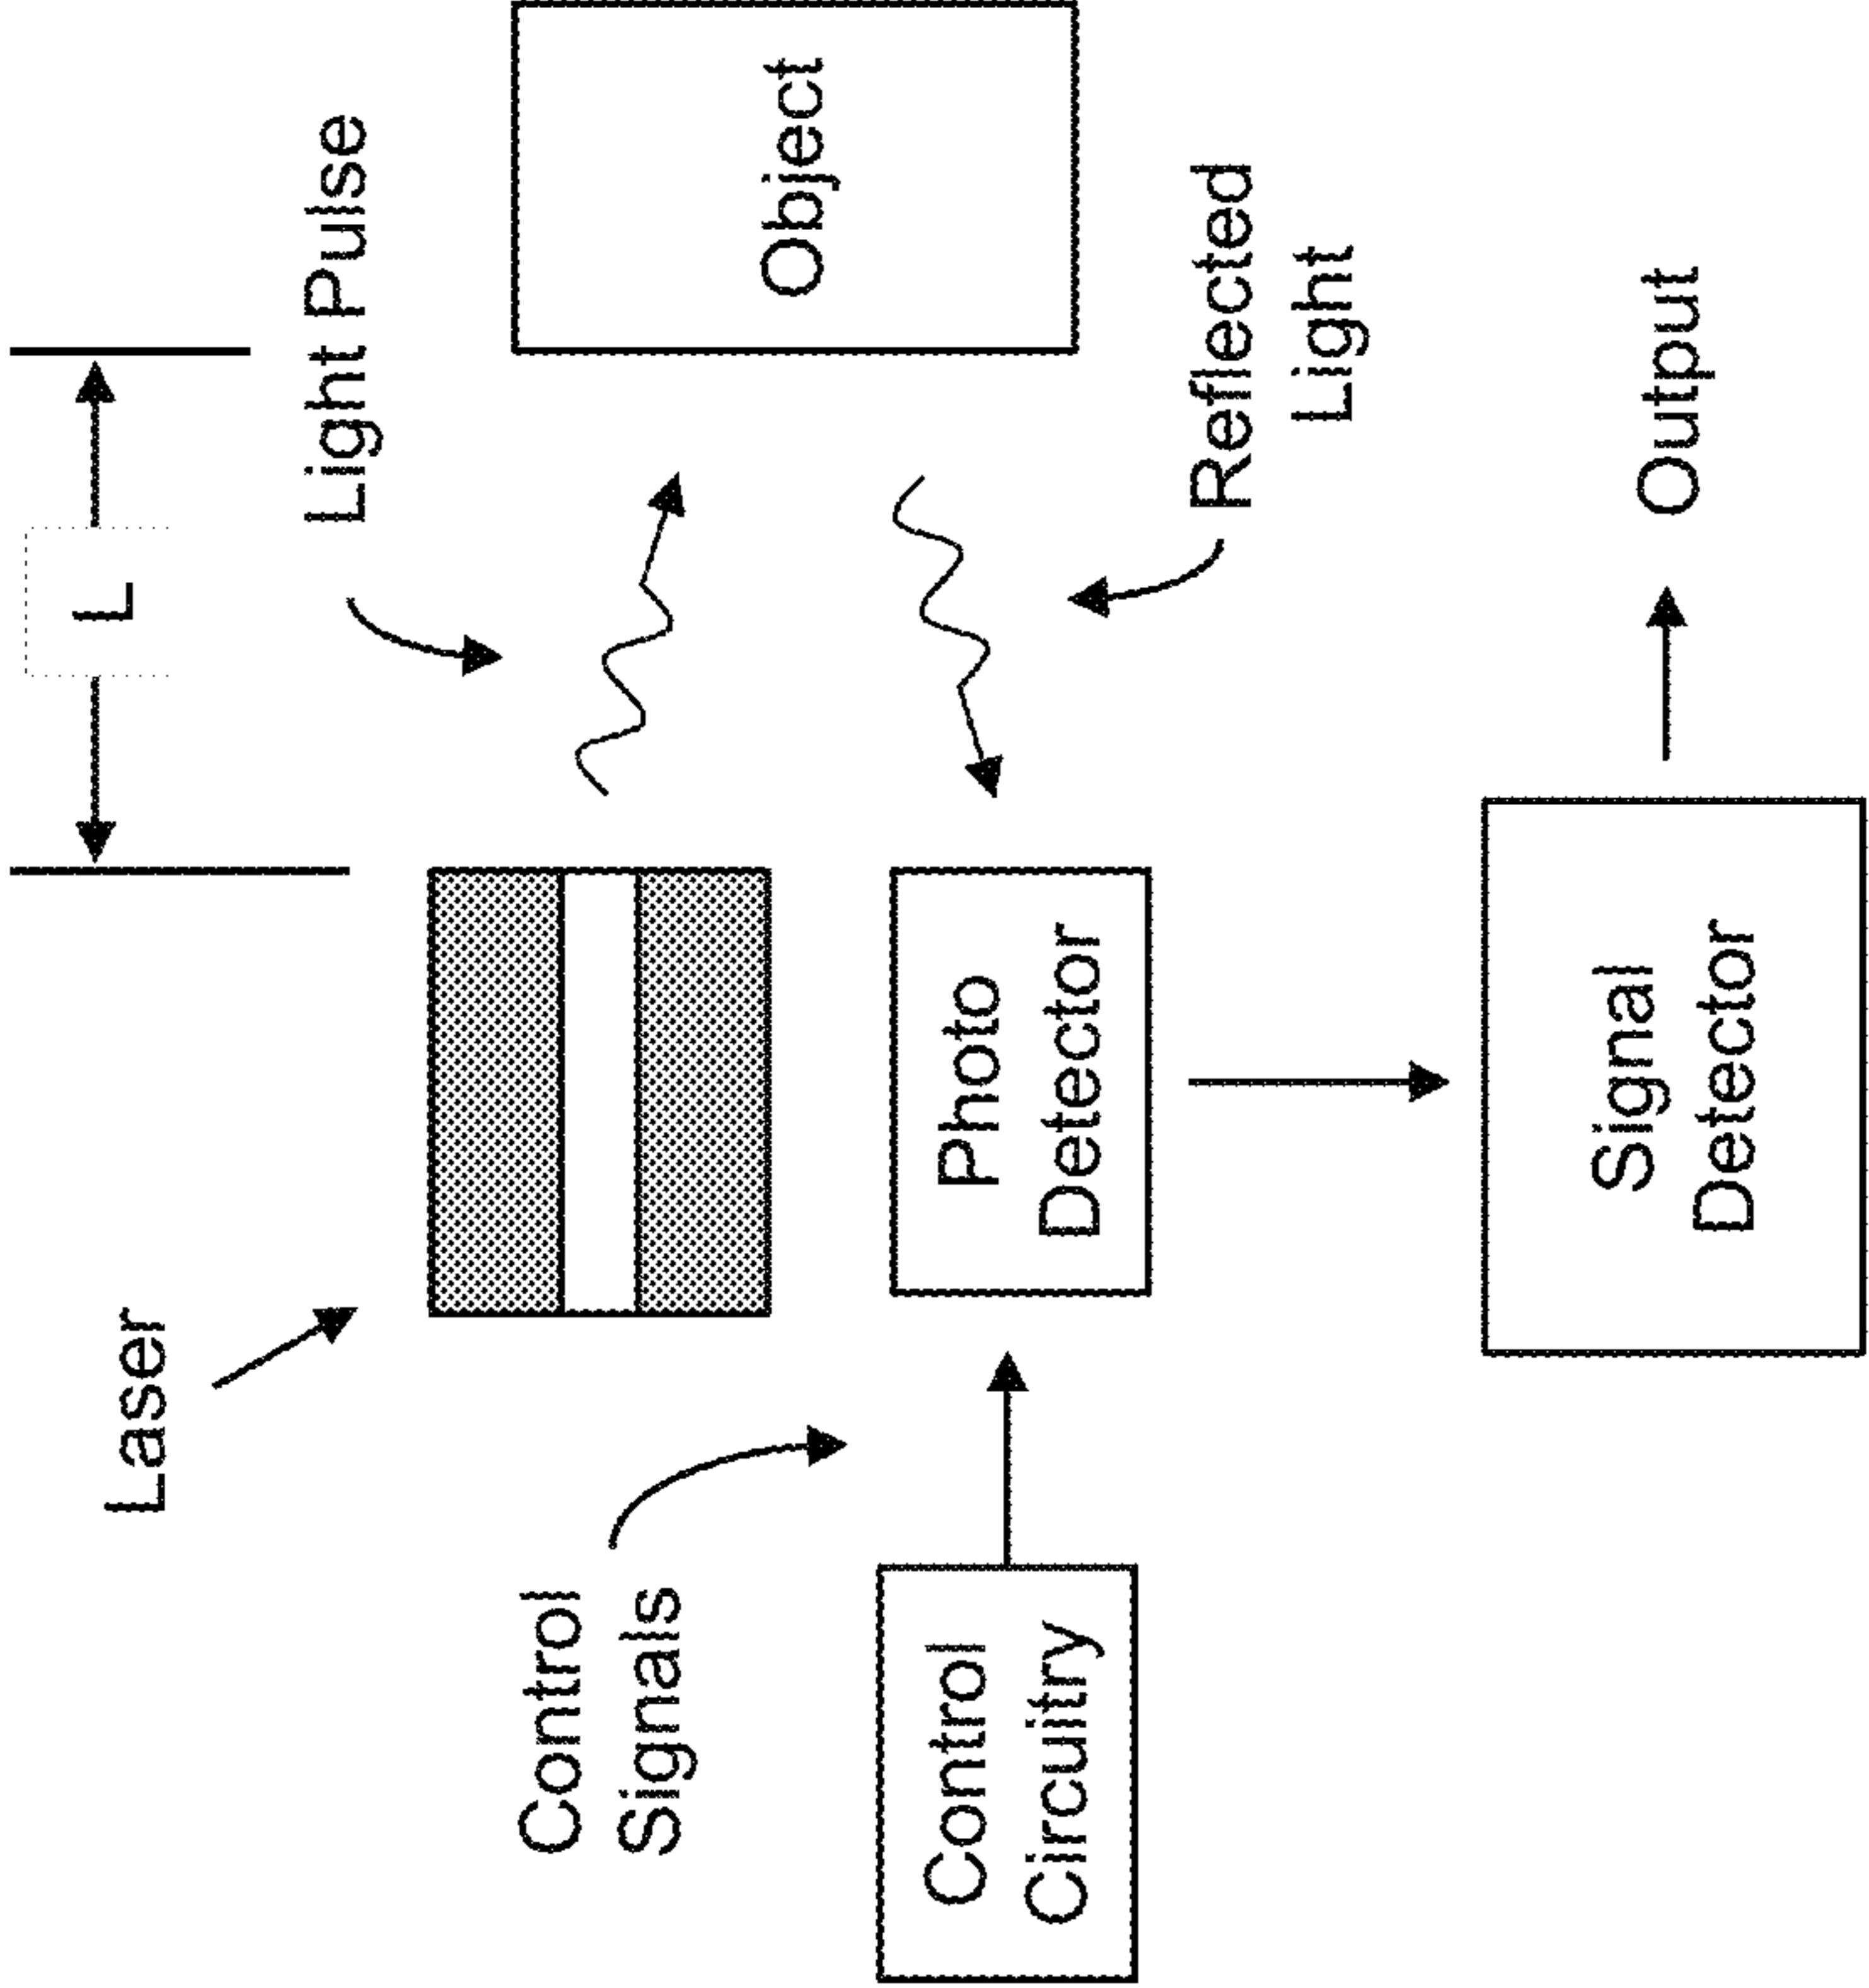 L
Laser
Light Pulse
Control
Signals
Object
Control
Circuitry
Photo
Detector
Reflected
Light
Signal
Detector
Output